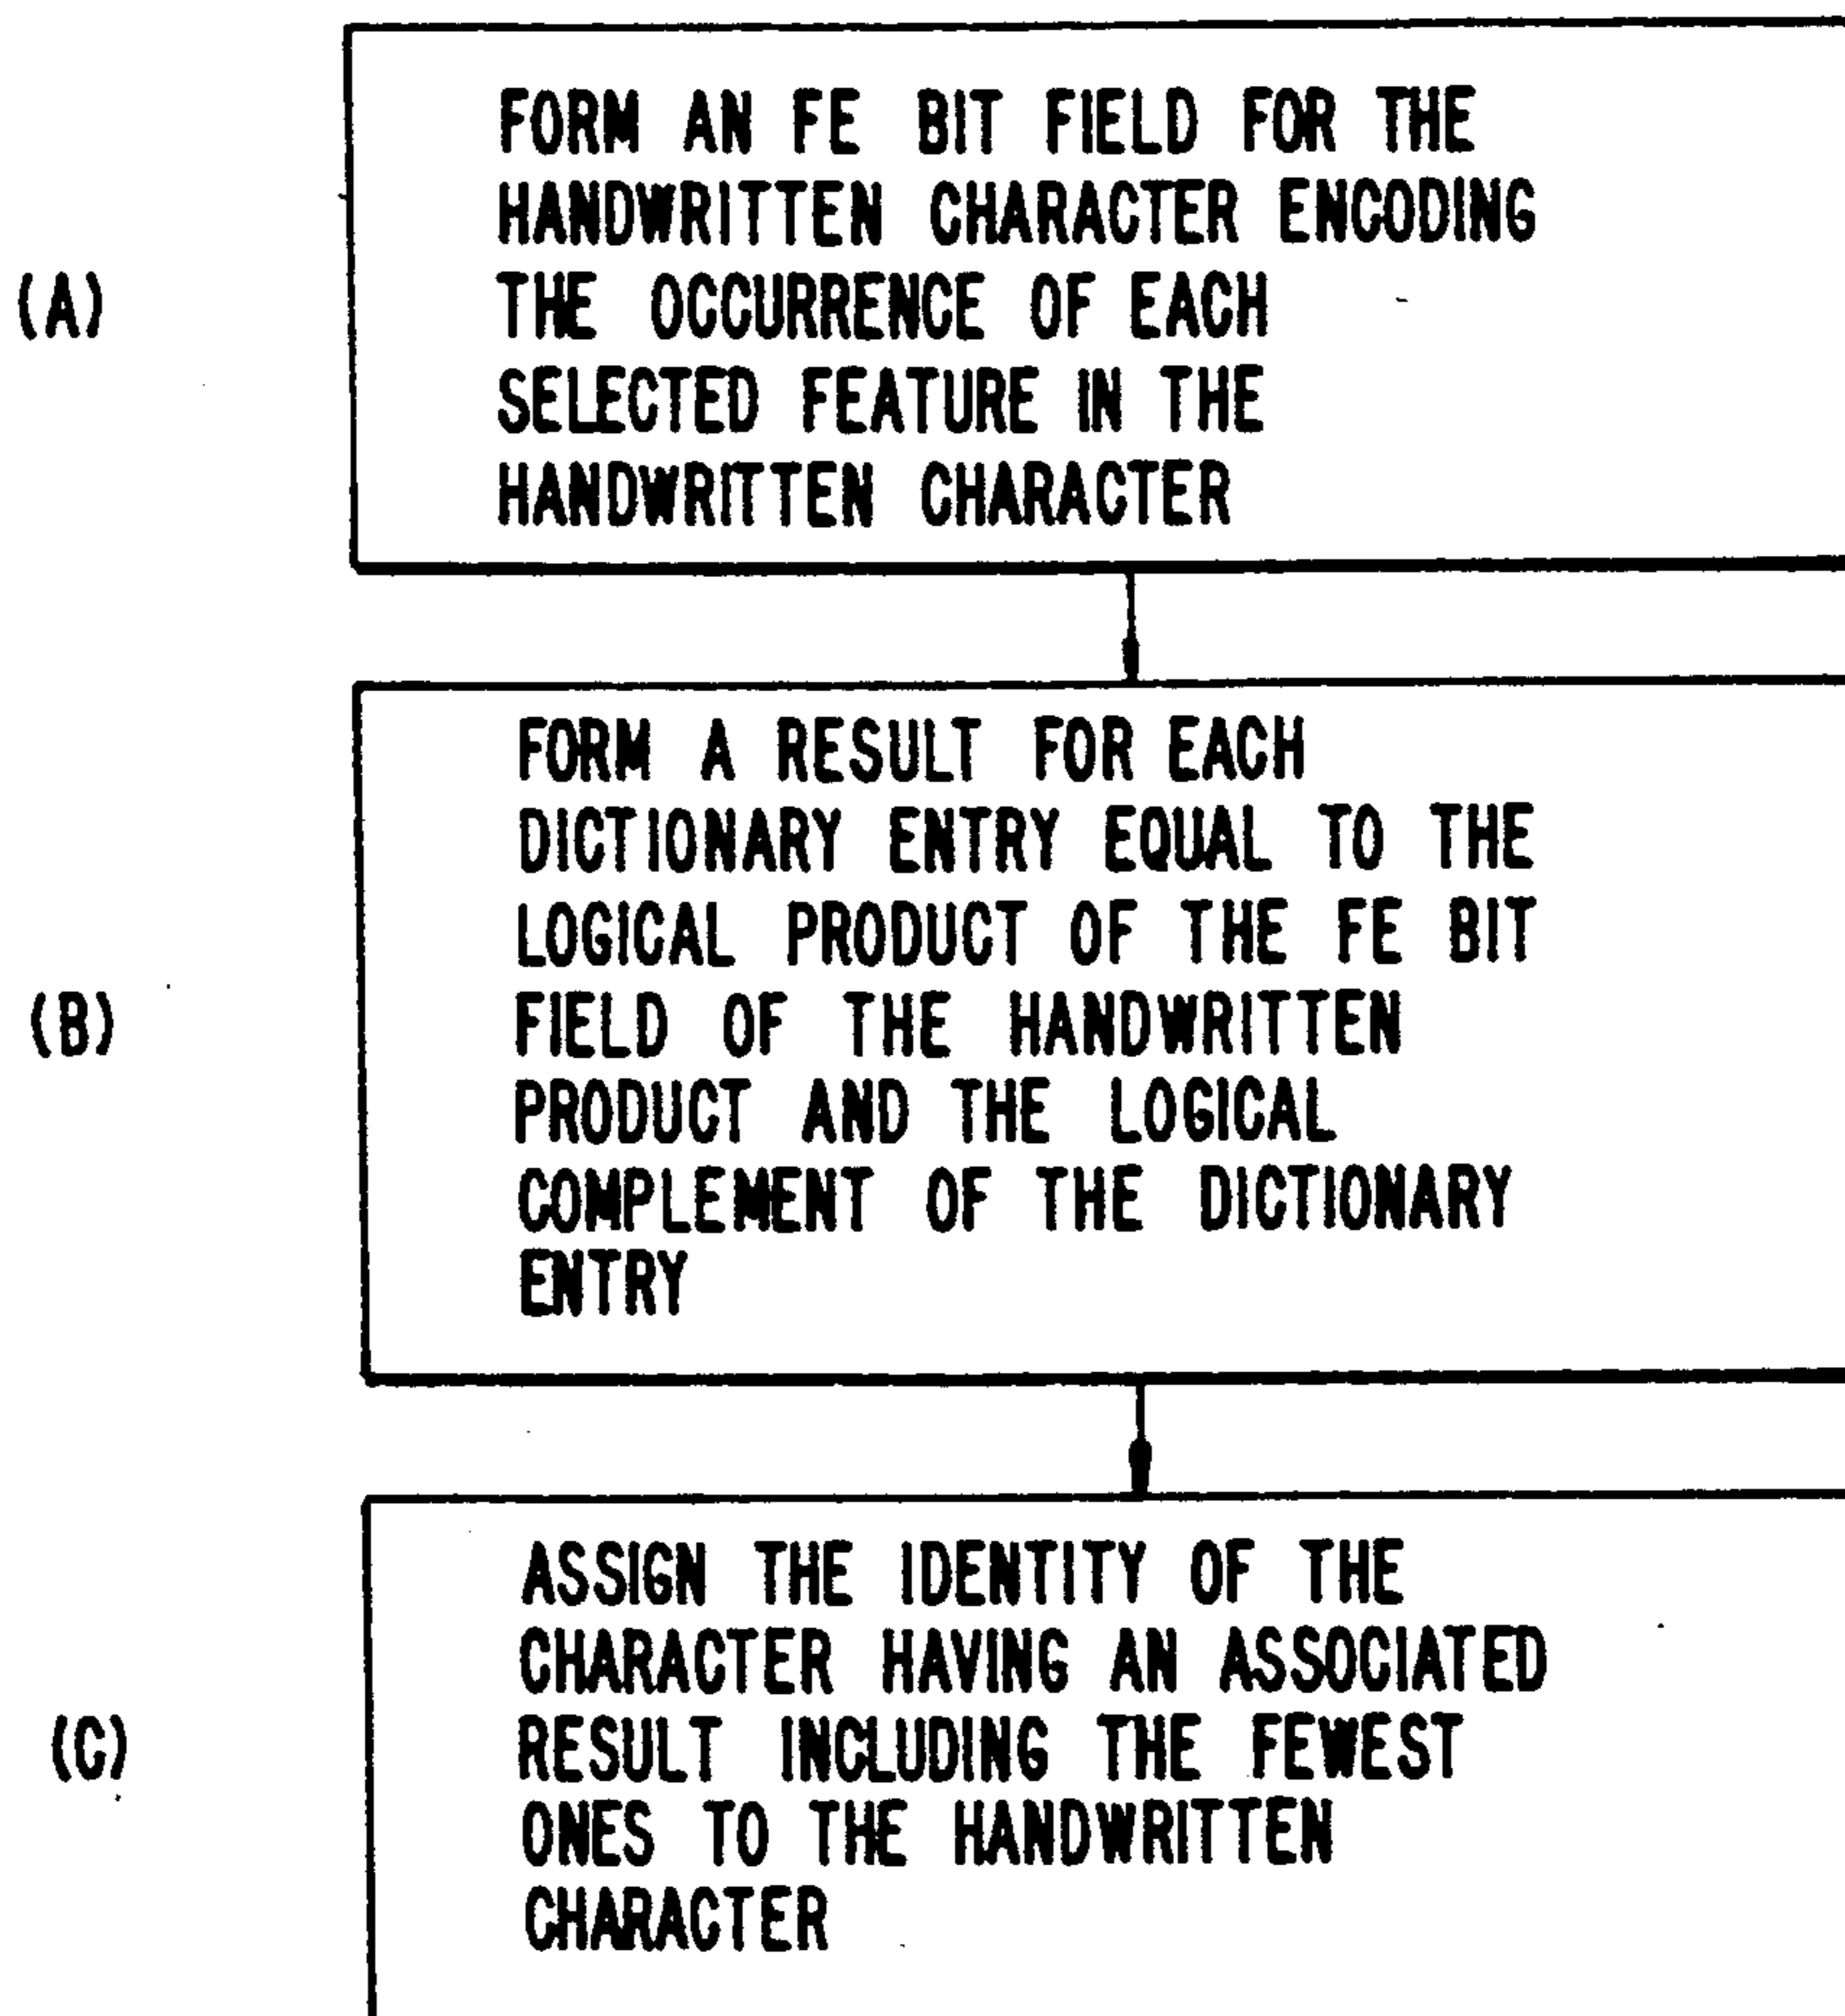 FORM AN FE BIT FIELD FOR THE
HANDWRITTEN CHARACTER ENCODING
(A) THE OCCURRENCE OF EACH
SELECTED FEATURE IN THE
HANDWRITTEN CHARACTER
FORM A RESULT FOR EACH
DICTIONARY ENTRY EQUAL TO THE
LOGICAL PRODUCT OF THE FE BIT
(B) FIELD OF THE HANDWRITTEN
PRODUCT AND THE LOGICAL
COMPLEMENT OF THE DICTIONARY
ENTRY
ASSIGN THE IDENTITY OF THE
CHARACTER HAVING AN ASSOCIATED
(C) RESULT INCLUDING THE FEWEST
ONES TO THE HANDWRITTEN
CHARACTER